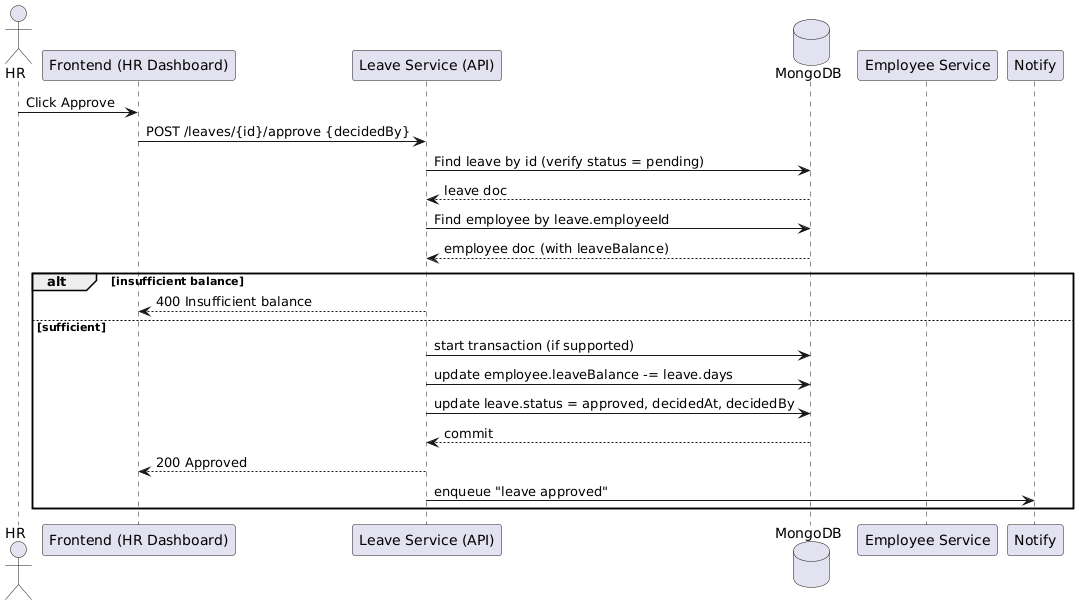 HR
Frontend (HR Dashboard)
Leave Service (API)
MongoDB
Employee Service
Notify
Click Approve
POST /leaves/{id}/approve {decidedBy}
Find leave by id (verify status = pending)
leave doc
Find employee by leave.employeeId
employee doc (with leaveBalance)
alt
[insufficient balance]
400 Insufficient balance
[sufficient]
start transaction (if supported)
update employee.leaveBalance -= leave.days
update leave.status = approved, decidedAt, decidedBy
commit
200 Approved
enqueue "leave approved"
HR
Frontend (HR Dashboard)
Leave Service (API)
MongoDB
Employee Service
Notify